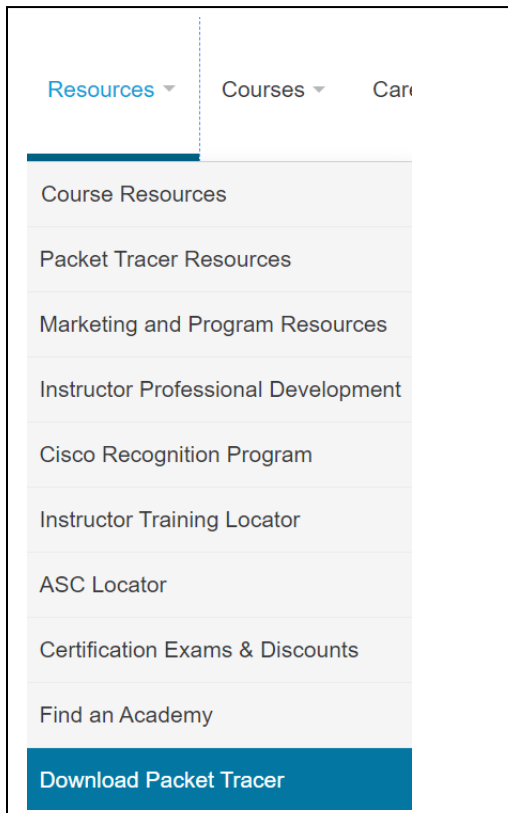 Resources Courses
Course Resources
Packet Tracer Resources
Marketing and Program Resources
Instructor Professional Development
Cisco Recognition Program
Instructor Training Locator
ASC Locator
Certification Exams & Discounts
Find an Academy
Download Packet Tracer